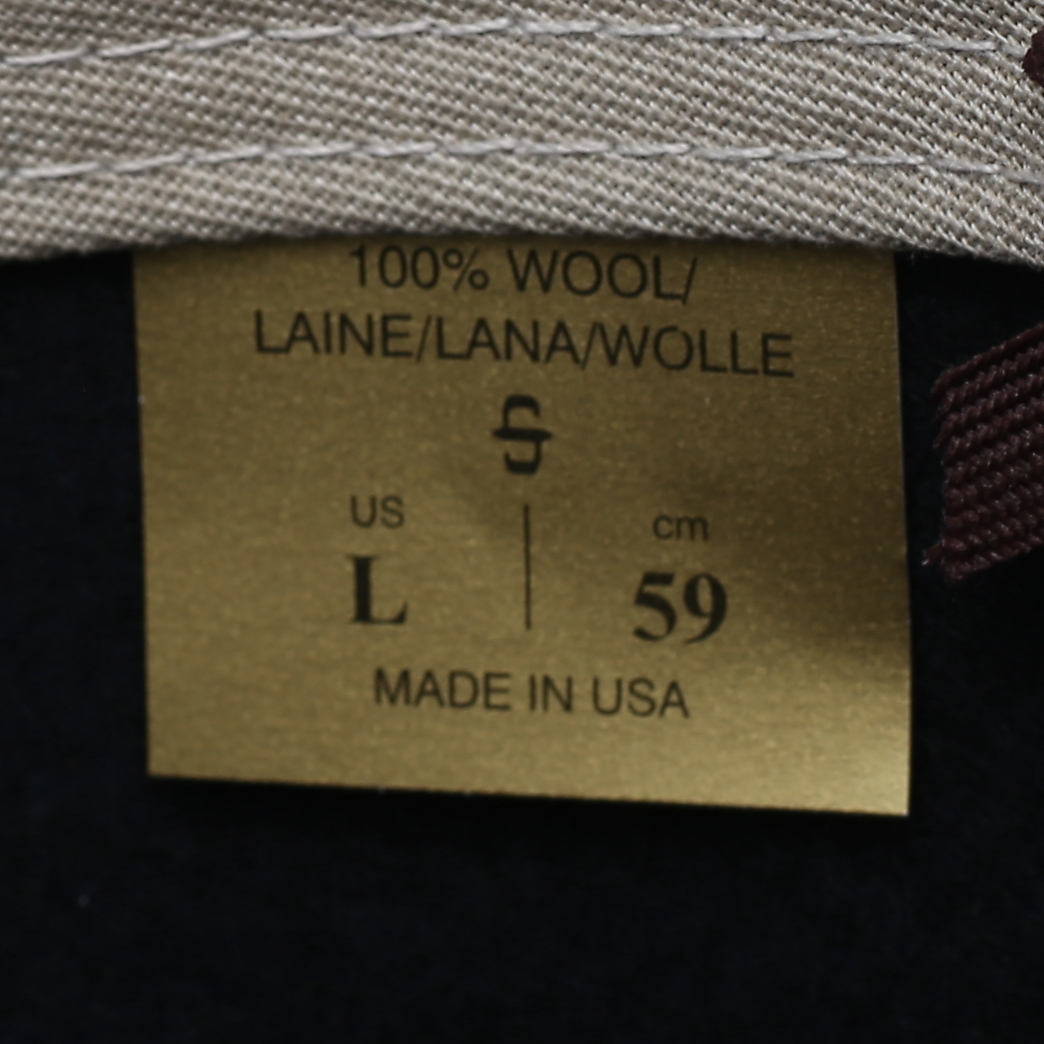 100% WOOL/
LAINE/LANA/WOLLE
S
US
cm
L
59
MADE IN USA